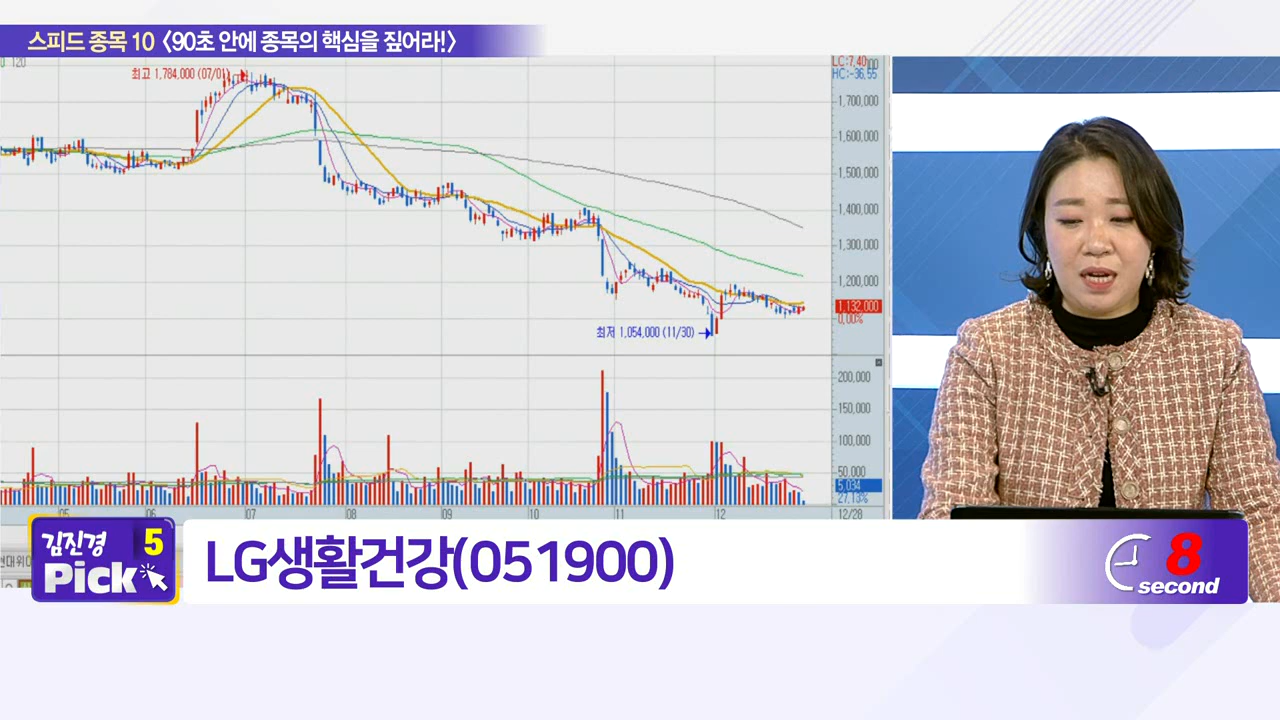 스피드 종목 10 〈90초 안에 종목의 핵심을 짚어라!〉
120
최고 1,784,000 (07/01)
LC:7.40
HC:-36.55
1,700,000
1,600,000
1,500,000
1,400,000
1,300,000
1,200,000
1,132,000
0.00%
최저 1,054,000 (11/30)
200,000
150,000
100,000
50,000
5,034
27.13%
05
06
07
08
09
10
11
12
12/28
김진경 5
Pick
LG생활건강(051900)
8
second